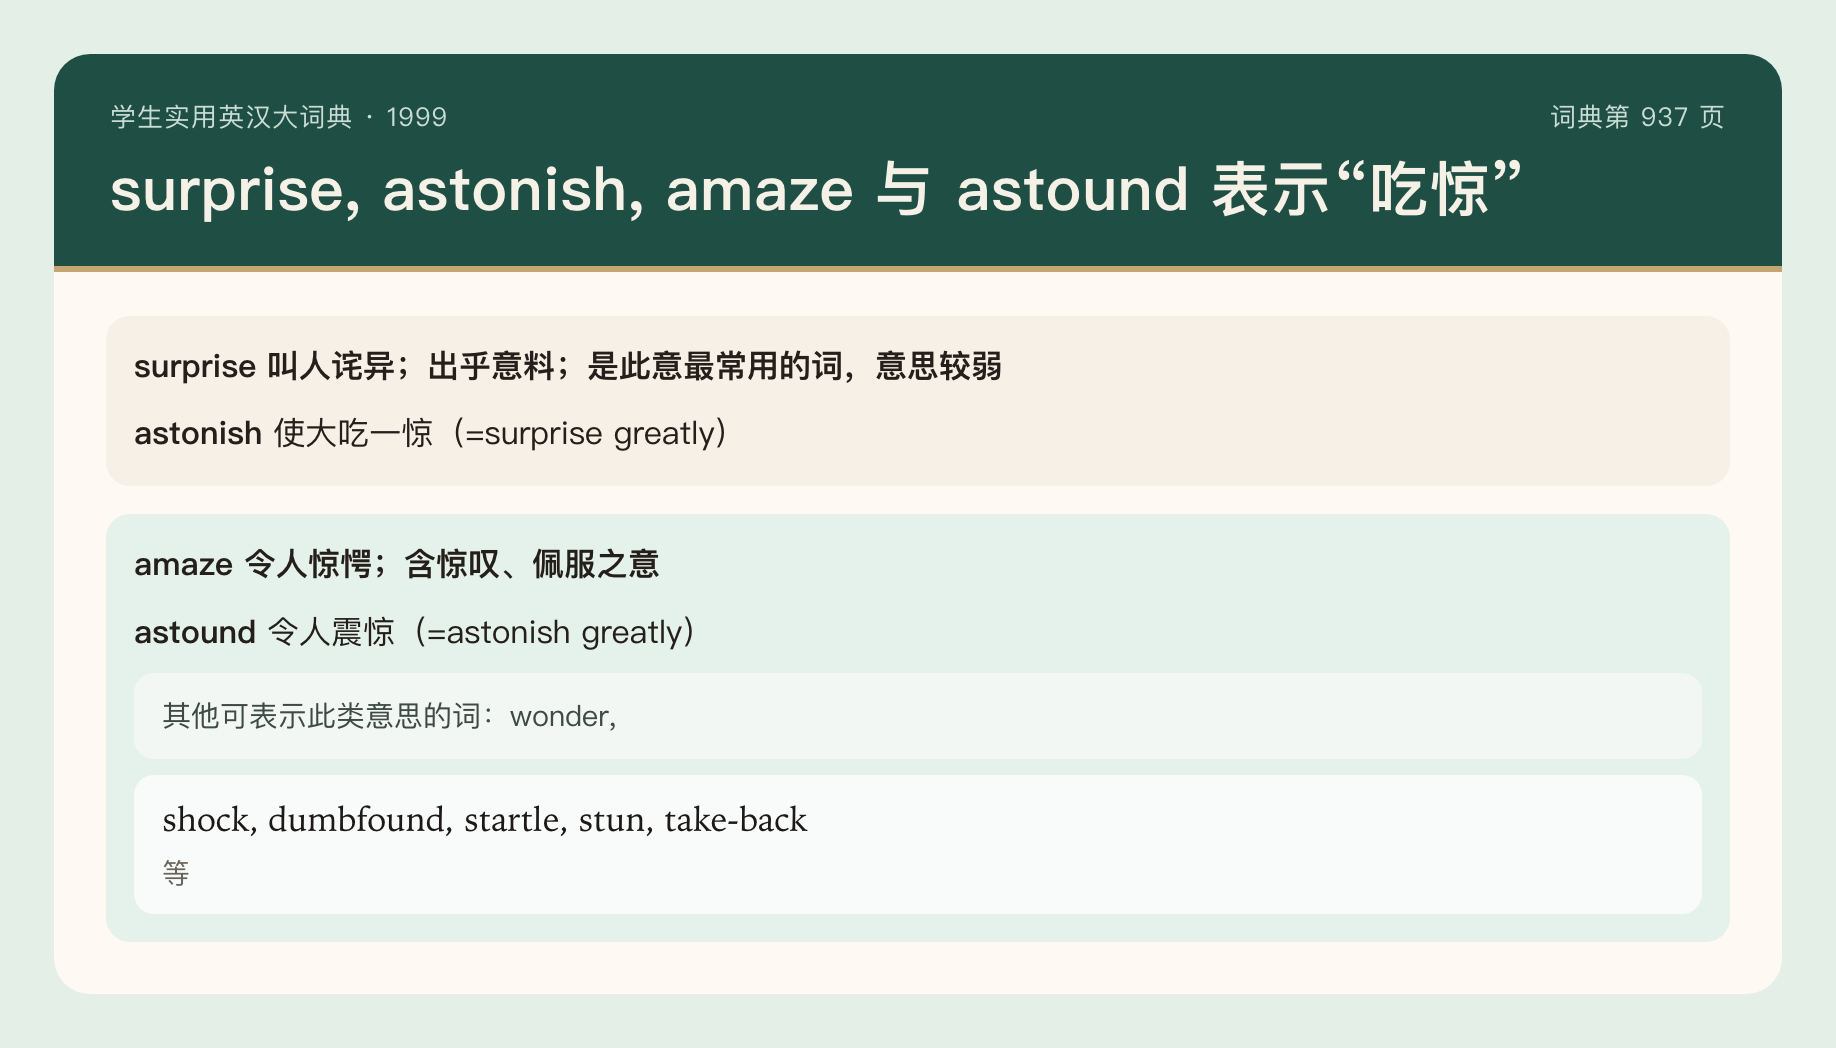 学生实用英汉大词典 · 1999
词典第 937 页
surprise, astonish, amaze 与 astound 表示“吃惊”
surprise 叫人诧异；出乎意料；是此意最常用的词，意思较弱
astonish 使大吃一惊（=surprise greatly）
amaze 令人惊愕；含惊叹、佩服之意
astound 令人震惊（=astonish greatly）
其他可表示此类意思的词：wonder,
shock, dumbfound, startle, stun, take-back
等